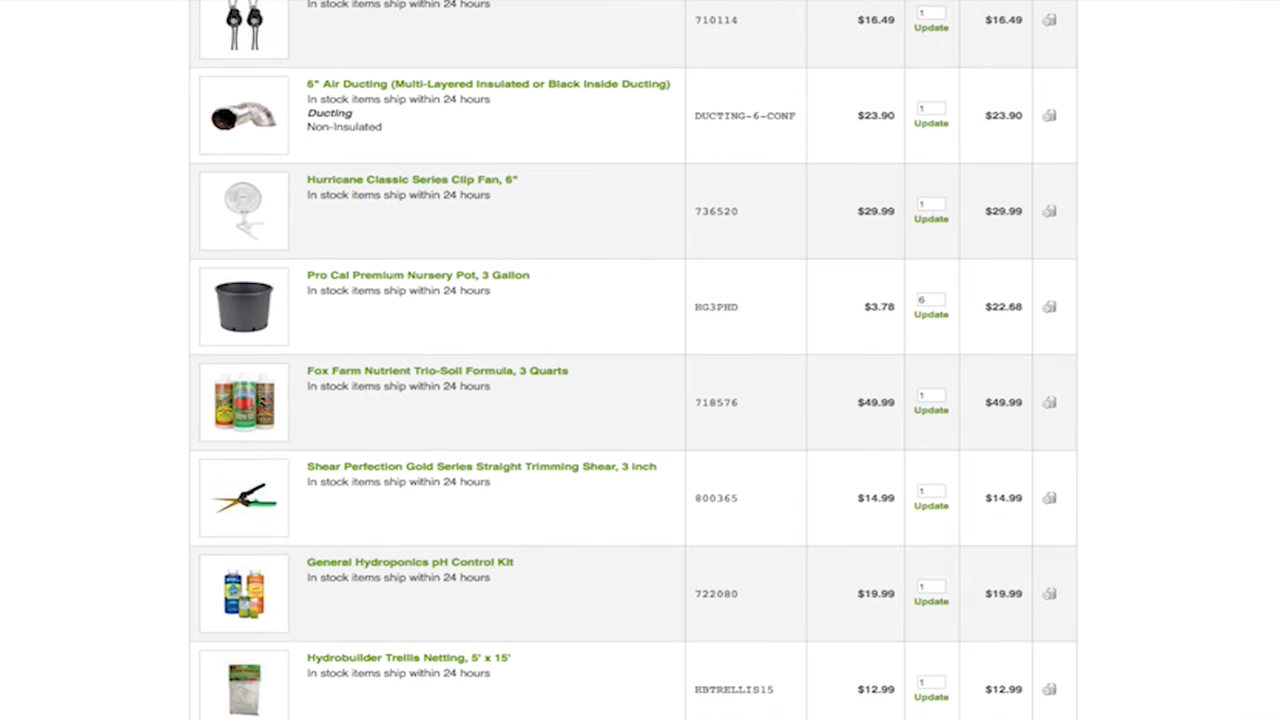 In stock items ship within 24 hours
710114
$16.49
1
Update
$16.49
6" Air Ducting (Multi-Layered Insulated or Black Inside Ducting)
In stock items ship within 24 hours
Ducting
Non-Insulated
DUCTING-6-CONF
$23.90
1
Update
$23.90
Hurricane Classic Series Clip Fan, 6"
In stock items ship within 24 hours
736520
$29.99
1
Update
$29.99
Pro Cal Premium Nursery Pot, 3 Gallon
In stock items ship within 24 hours
HG3PHD
$3.78
6
Update
$22.68
Fox Farm Nutrient Trio-Soil Formula, 3 Quarts
In stock items ship within 24 hours
718576
$49.99
1
Update
$49.99
Shear Perfection Gold Series Straight Trimming Shear, 3 inch
In stock items ship within 24 hours
800365
$14.99
1
Update
$14.99
General Hydroponics pH Control Kit
In stock items ship within 24 hours
722080
$19.99
1
Update
$19.99
Hydrobuilder Trellis Netting, 5' x 15'
In stock items ship within 24 hours
HBTRELLIS15
$12.99
1
Update
$12.99